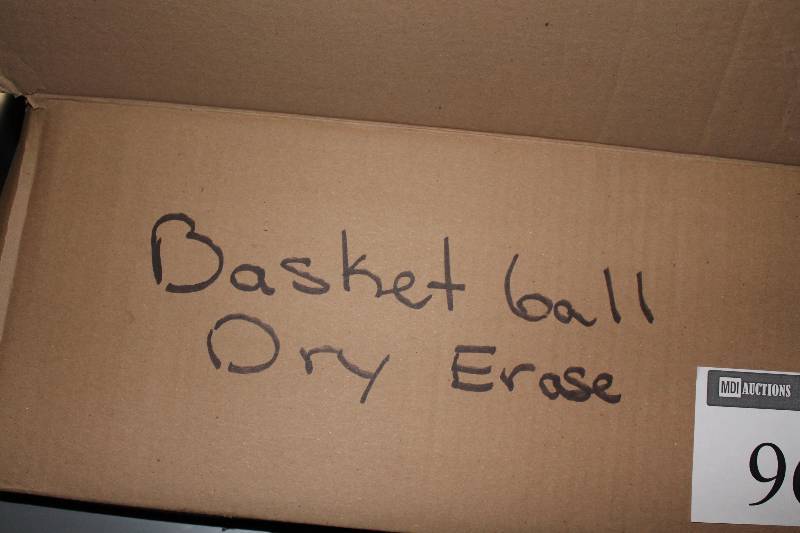 Basket ball
Dry Erase
MDI AUCTIONS